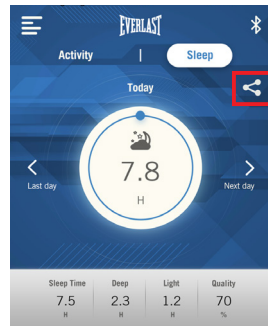 EVERLAST
Activity | Sleep
Today
7.8
H
Last day Next day
Sleep Time Deep Light Quality
7.5 2.3 1.2 70
H H H %